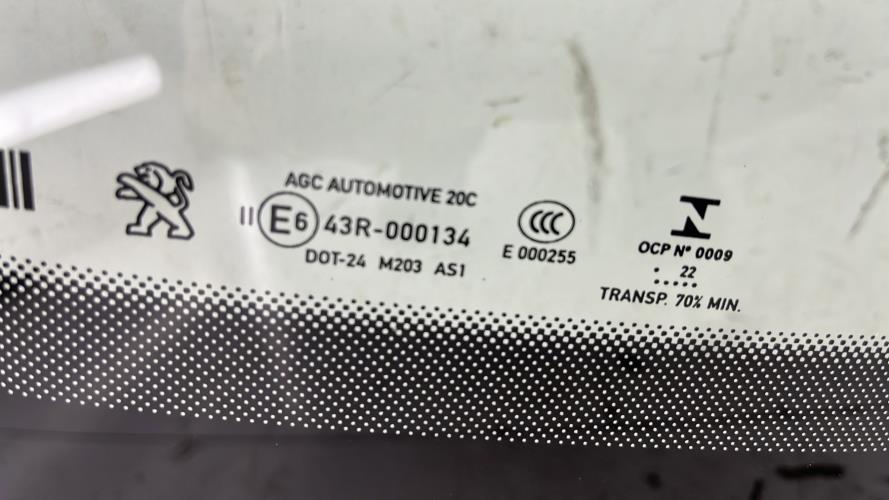 AGC AUTOMOTIVE 20C
II E6 43R-000134
DOT-24 M203 AS1
CCC
E 000255
OCP Nº 0009
. 22 .....
TRANSP. 70% MIN.